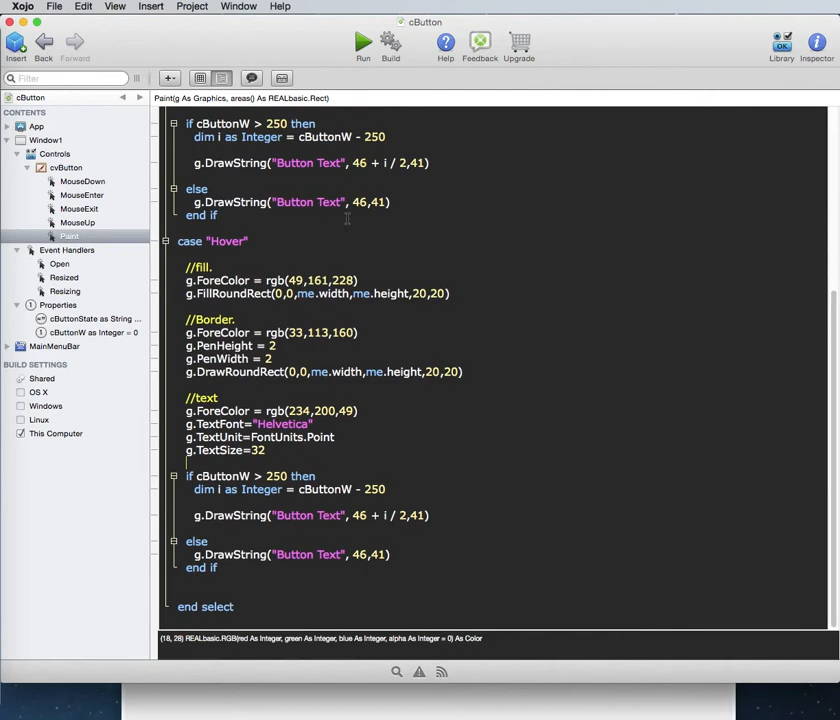 Xojo File Edit View Insert Project Window Help
cButton
Insert Back Forward Run Build Help Feedback Upgrade Library Inspector
OK
Filter
cButton
Paint(g As Graphics, areas() As REALbasic.Rect)
CONTENTS
App
Window1
Controls
cvButton
MouseDown
MouseEnter
MouseExit
MouseUp
Paint
Event Handlers
Open
Resized
Resizing
Properties
cButtonState as String ...
cButtonW as Integer = 0
MainMenuBar
BUILD SETTINGS
Shared
OS X
Windows
Linux
This Computer
if cButtonW > 250 then
dim i as Integer = cButtonW - 250
g.DrawString("Button Text", 46 + i / 2,41)
else
g.DrawString("Button Text", 46,41)
end if
case "Hover"
//fill.
g.ForeColor = rgb(49,161,228)
g.FillRoundRect(0,0,me.width,me.height,20,20)
//Border.
g.ForeColor = rgb(33,113,160)
g.PenHeight = 2
g.PenWidth = 2
g.DrawRoundRect(0,0,me.width,me.height,20,20)
//text
g.ForeColor = rgb(234,200,49)
g.TextFont="Helvetica"
g.TextUnit=FontUnits.Point
g.TextSize=32
if cButtonW > 250 then
dim i as Integer = cButtonW - 250
g.DrawString("Button Text", 46 + i / 2,41)
else
g.DrawString("Button Text", 46,41)
end if
end select
(18, 28) REALbasic.RGB(red As Integer, green As Integer, blue As Integer, alpha As Integer = 0) As Color